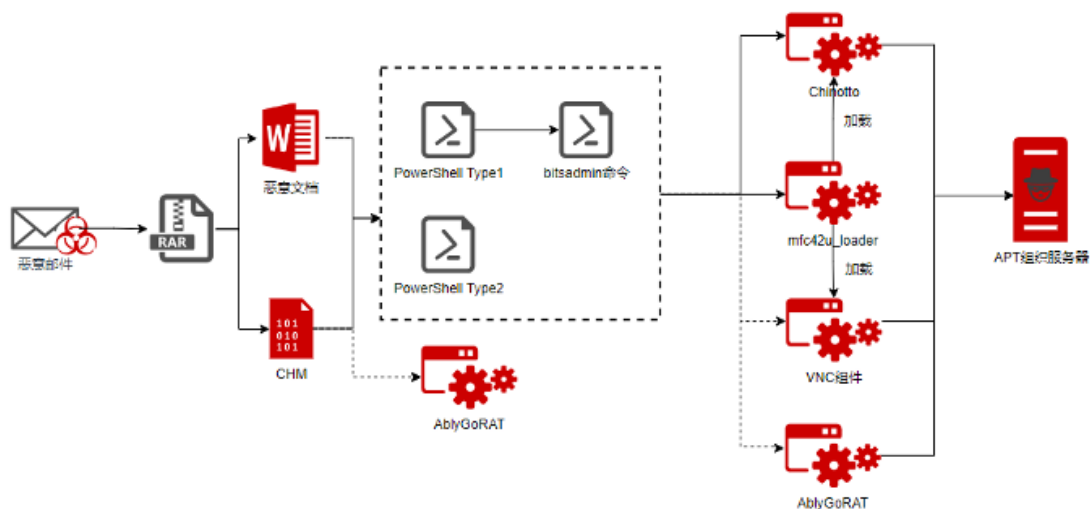 恶意邮件
RAR
W
恶意文档
101
010
101
CHM
PowerShell Type1
bitsadmin命令
PowerShell Type2
AblyGoRAT
Chinotto
加载
mfc42u_loader
加载
VNC组件
AblyGoRAT
APT组织服务器